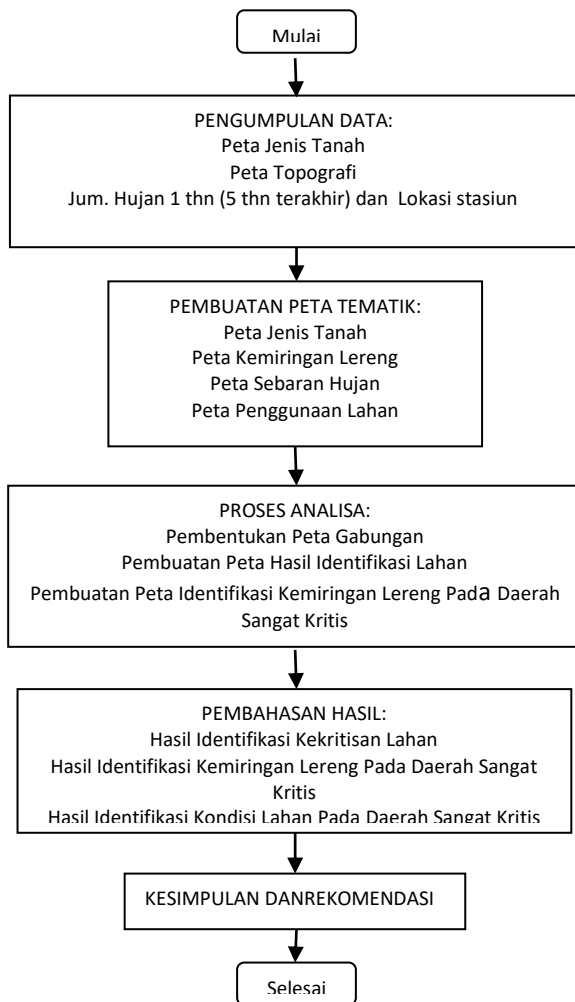 Mulai
PENGUMPULAN DATA:
Peta Jenis Tanah
Peta Topografi
Jum. Hujan 1 thn (5 thn terakhir) dan Lokasi stasiun
PEMBUATAN PETA TEMATIK:
Peta Jenis Tanah
Peta Kemiringan Lereng
Peta Sebaran Hujan
Peta Penggunaan Lahan
PROSES ANALISA:
Pembentukan Peta Gabungan
Pembuatan Peta Hasil Identifikasi Lahan
Pembuatan Peta Identifikasi Kemiringan Lereng Pada Daerah
Sangat Kritis
PEMBAHASAN HASIL:
Hasil Identifikasi Kekritisan Lahan
Hasil Identifikasi Kemiringan Lereng Pada Daerah Sangat
Kritis
Hasil Identifikasi Kondisi Lahan Pada Daerah Sangat Kritis
KESIMPULAN DANREKOMENDASI
Selesai